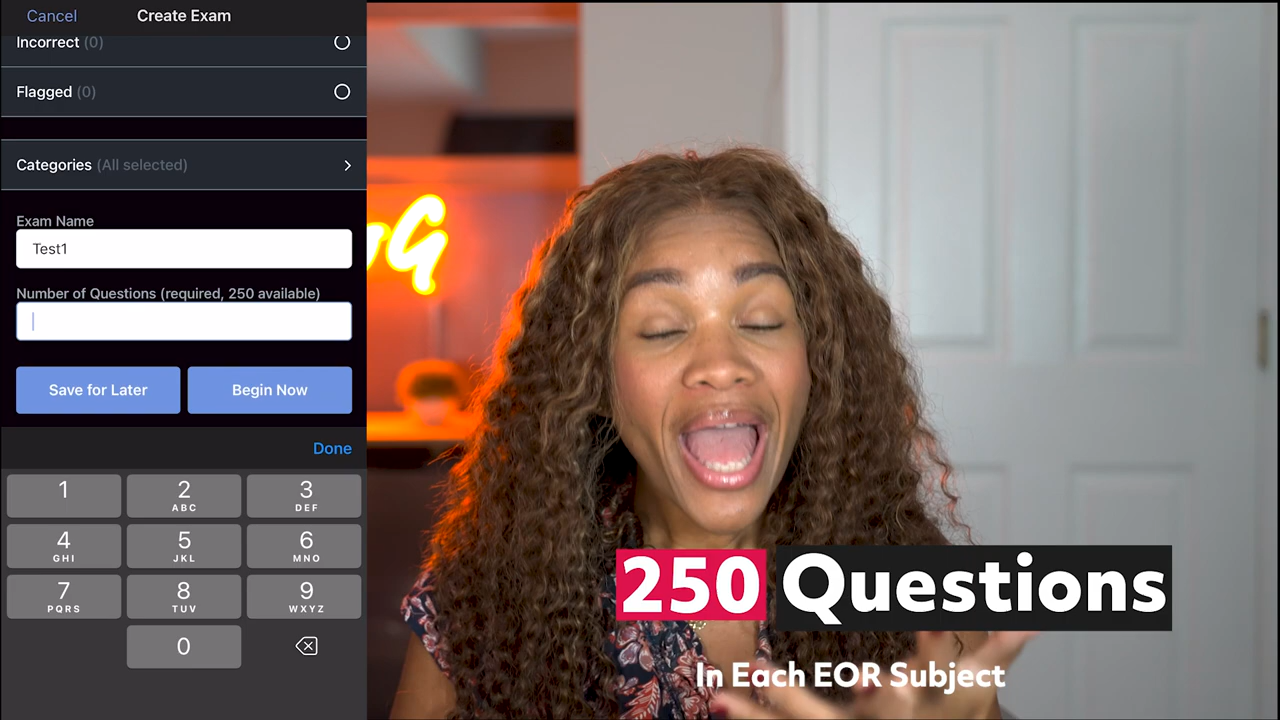 Cancel Create Exam
Incorrect (0)
Flagged (0)
Categories (All selected)
Exam Name
Test1
Number of Questions (required, 250 available)
Save for Later Begin Now
Done
1 2 3
ABC DEF
4 5 6
GHI JKL MNO
7 8 9
PQRS TUV WXYZ
0
G
250 Questions
In Each EOR Subject